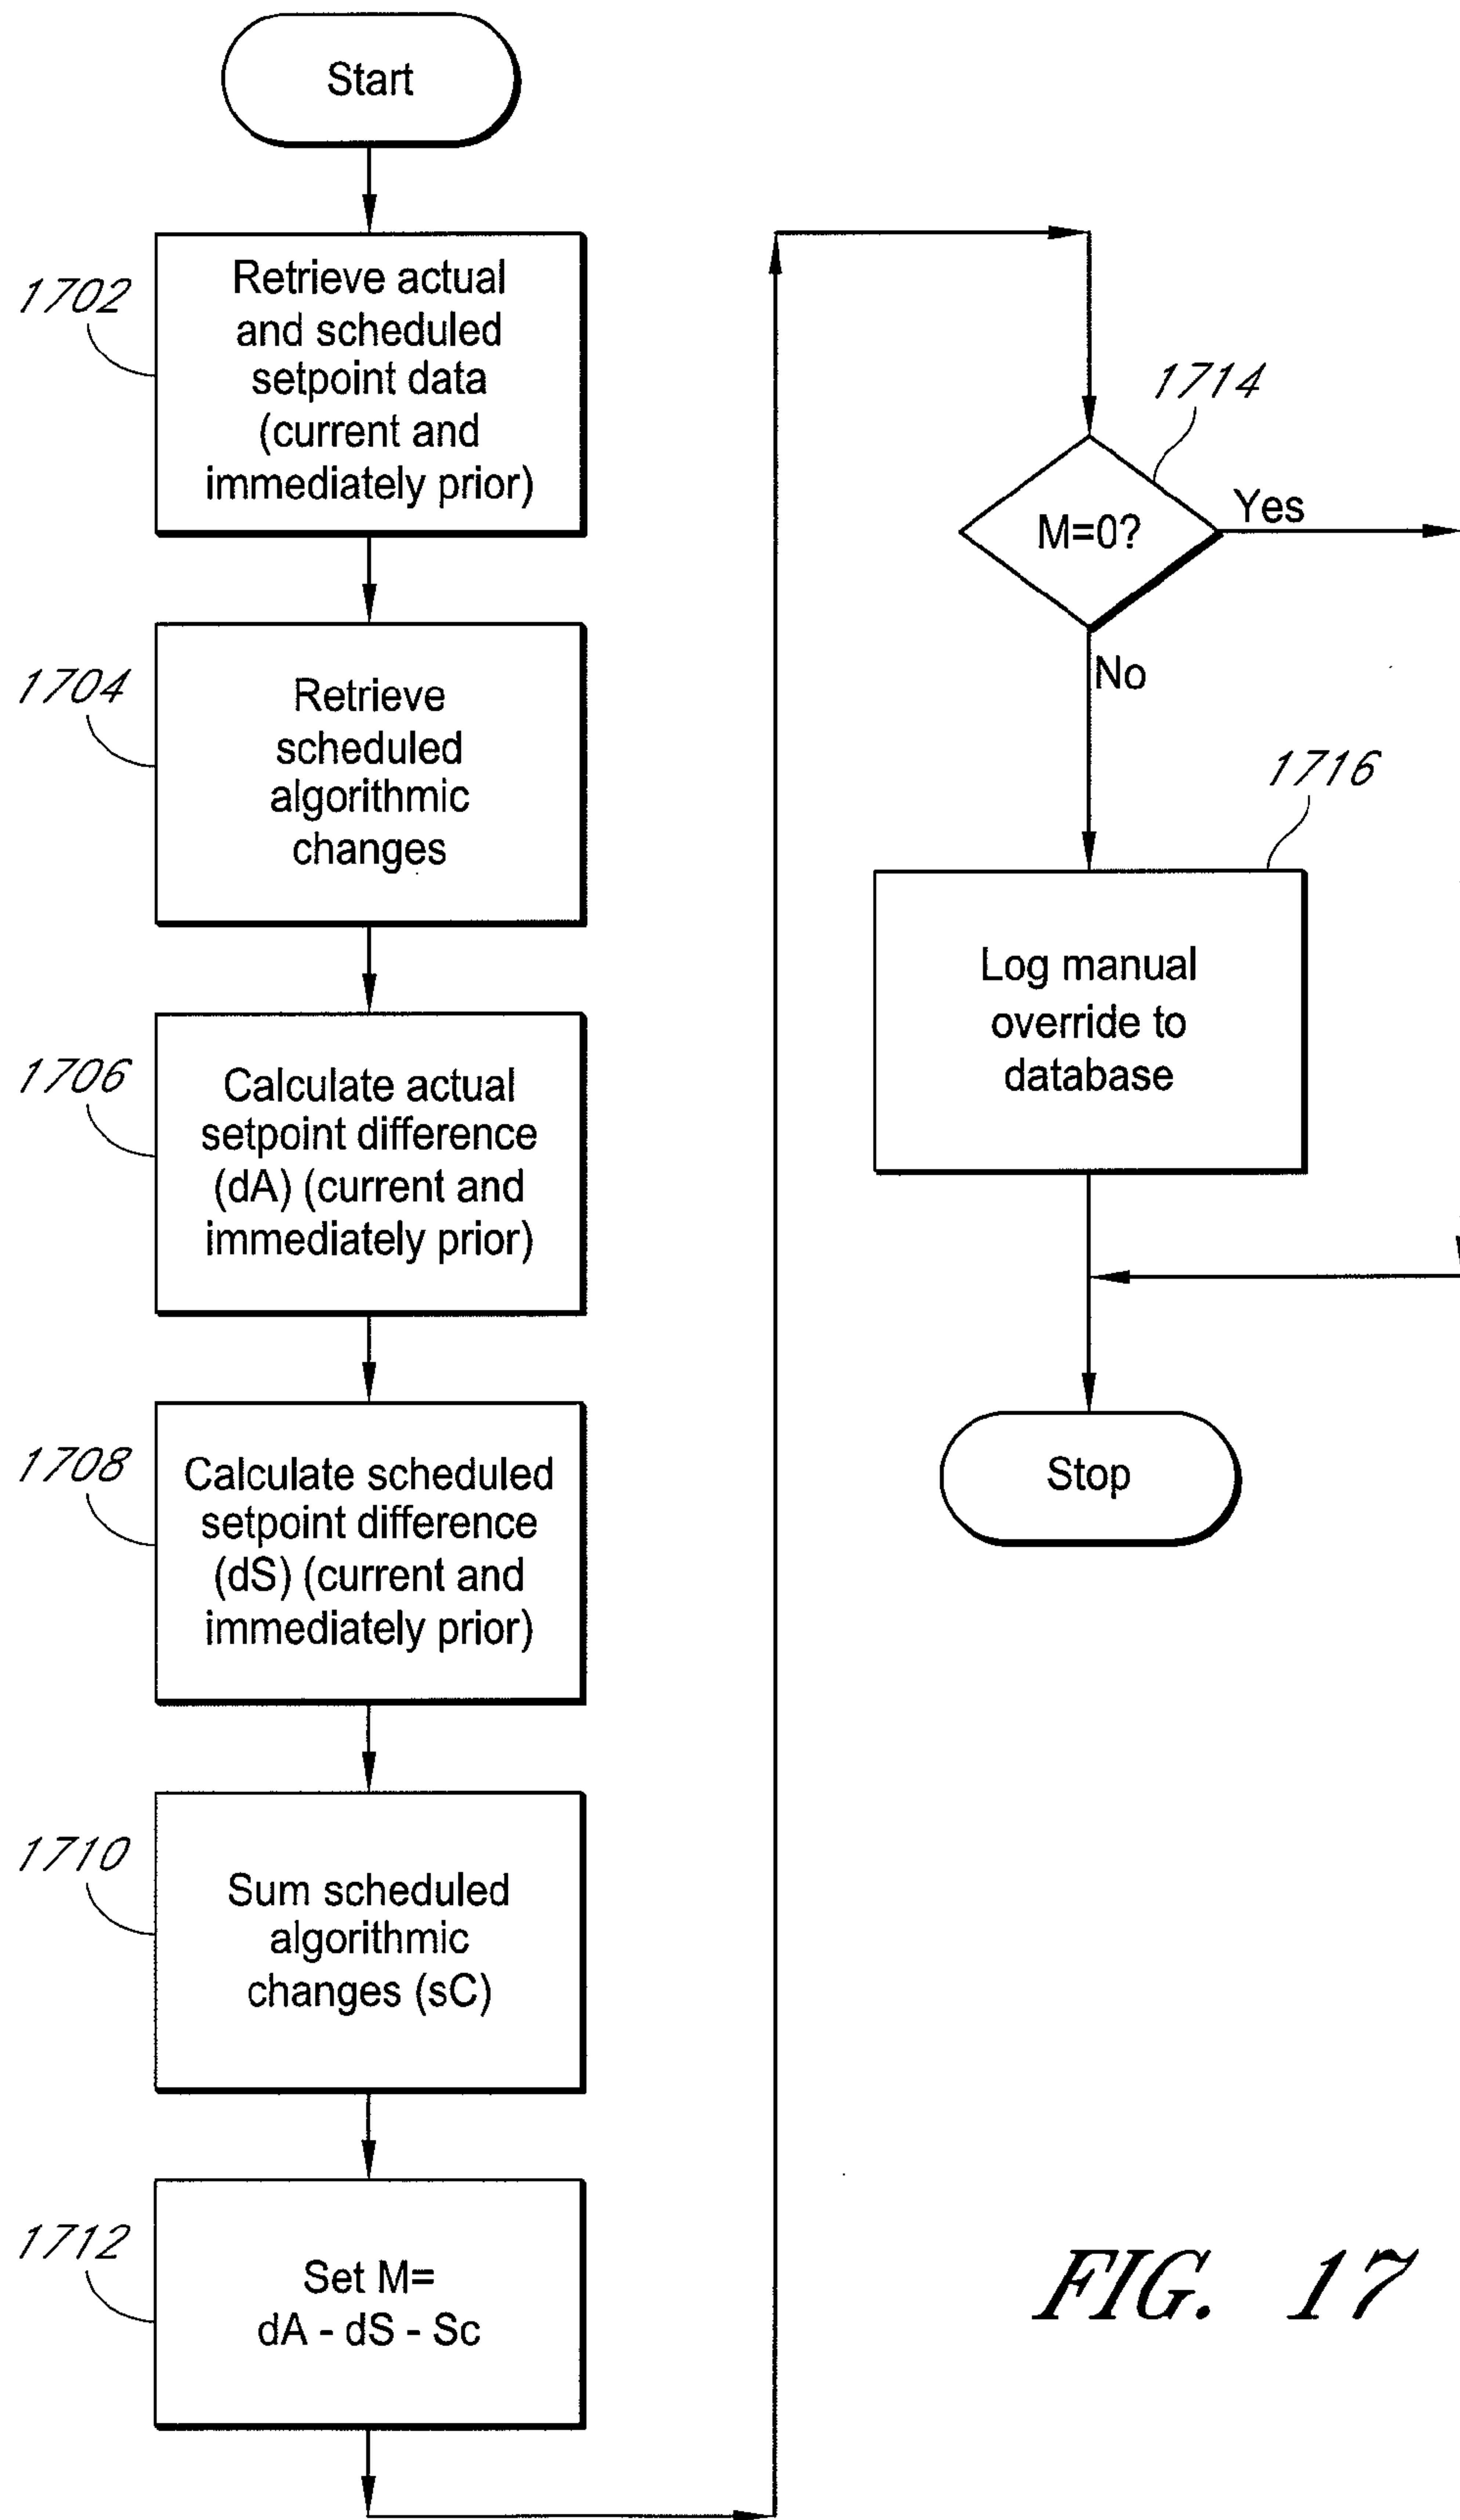 Start
1702
Retrieve actual
and scheduled
setpoint data
(current and
immediately prior)
1704
Retrieve
scheduled
algorithmic
changes
1706
Calculate actual
setpoint difference
(dA) (current and
immediately prior)
1708
Calculate scheduled
setpoint difference
(dS) (current and
immediately prior)
1710
Sum scheduled
algorithmic
changes (sC)
1712
Set M=
dA - dS - Sc
1714
M=0?
Yes
No
1716
Log manual
override to
database
Stop
FIG. 17